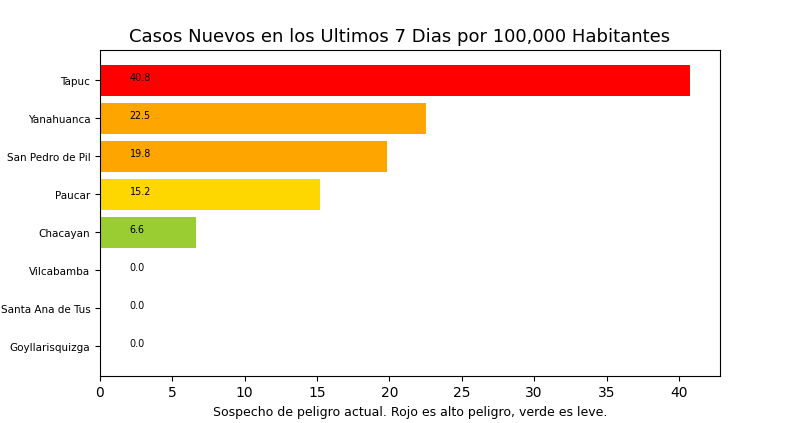 Casos Nuevos en los Ultimos 7 Dias por 100,000 Habitantes
Tapuc 40.8
Yanahuanca 22.5
San Pedro de Pil 19.8
Paucar 15.2
Chacayan 6.6
Vilcabamba 0.0
Santa Ana de Tus 0.0
Goyllarisquizga 0.0
0 5 10 15 20 25 30 35 40
Sospecho de peligro actual. Rojo es alto peligro, verde es leve.